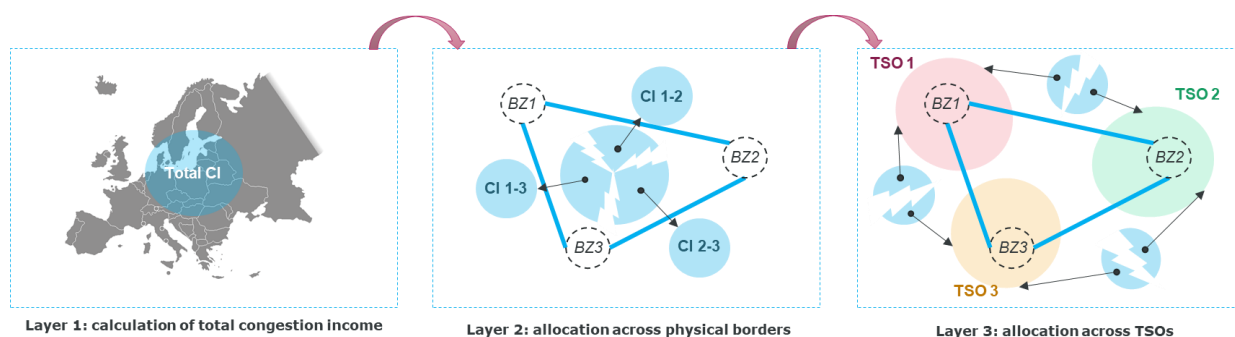 Total CI
Layer 1: calculation of total congestion income
BZ1
CI 1-2
BZ2
CI 1-3
BZ3
CI 2-3
Layer 2: allocation across physical borders
TSO 1
BZ1
TSO 2
BZ2
BZ3
TSO 3
Layer 3: allocation across TSOs